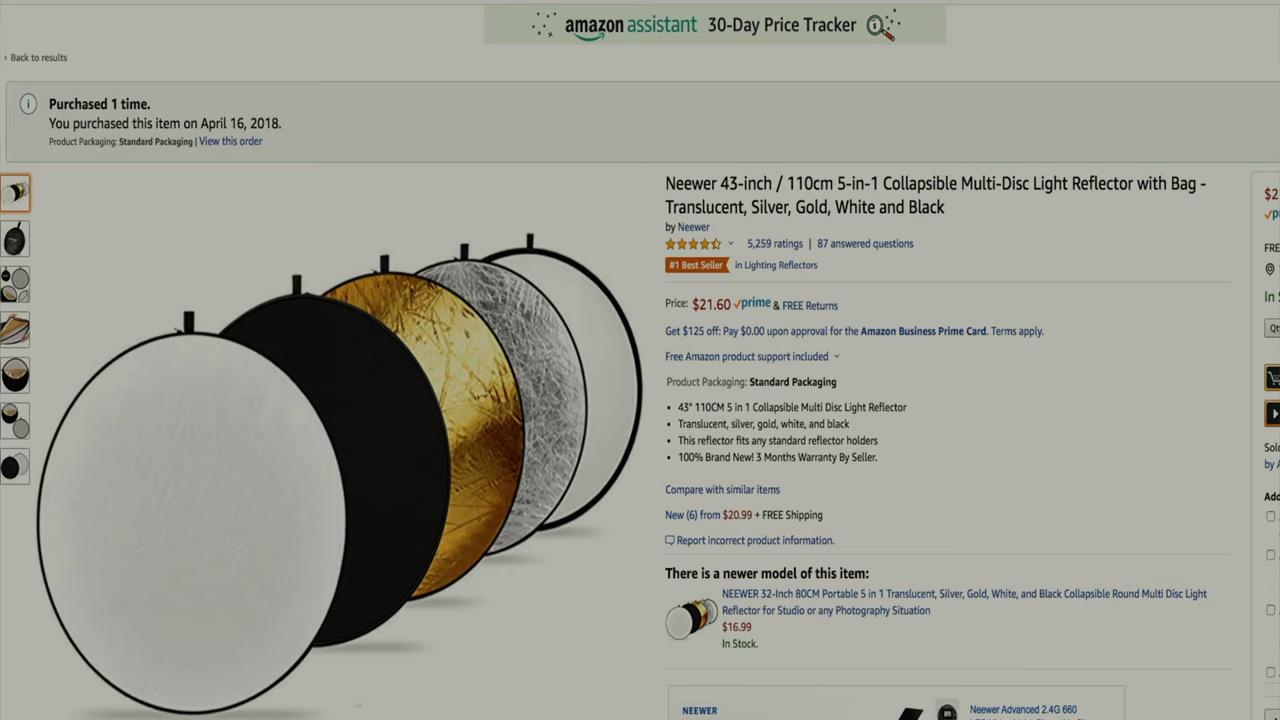 amazon assistant 30-Day Price Tracker
‹ Back to results
Purchased 1 time.
You purchased this item on April 16, 2018.
Product Packaging: Standard Packaging | View this order
Neewer 43-inch / 110cm 5-in-1 Collapsible Multi-Disc Light Reflector with Bag -
Translucent, Silver, Gold, White and Black
by Neewer
5,259 ratings | 87 answered questions
#1 Best Seller in Lighting Reflectors
Price: $21.60 prime & FREE Returns
Get $125 off: Pay $0.00 upon approval for the Amazon Business Prime Card. Terms apply.
Free Amazon product support included
Product Packaging: Standard Packaging
• 43" 110CM 5 in 1 Collapsible Multi Disc Light Reflector
• Translucent, silver, gold, white, and black
• This reflector fits any standard reflector holders
• 100% Brand New! 3 Months Warranty By Seller.
Compare with similar items
New (6) from $20.99 + FREE Shipping
Report incorrect product information.
There is a newer model of this item:
NEEWER 32-Inch 80CM Portable 5 in 1 Translucent, Silver, Gold, White, and Black Collapsible Round Multi Disc Light
Reflector for Studio or any Photography Situation
$16.99
In Stock.
NEEWER
Neewer Advanced 2.4G 660
$2
FRE
In
Qt
Sol
by
Add